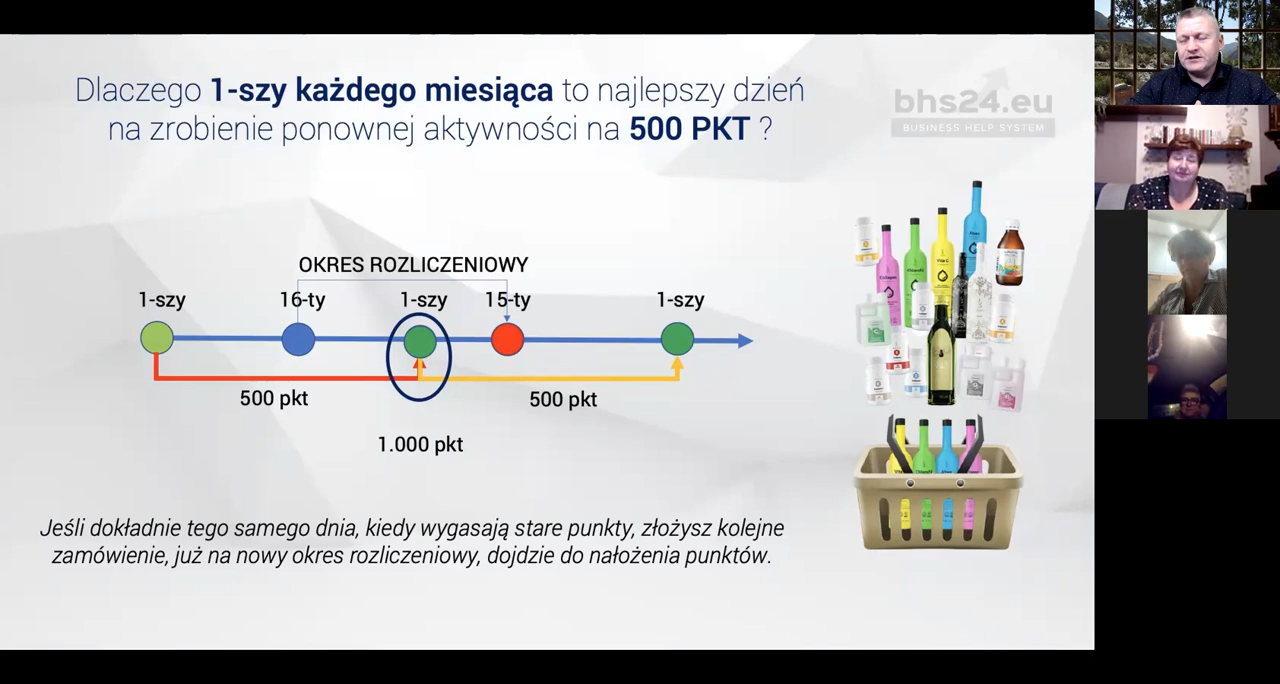 Dlaczego 1-szy każdego miesiąca to najlepszy dzień
na zrobienie ponownej aktywności na 500 PKT ?
bhs24.eu
BUSINESS HELP SYSTEM
OKRES ROZLICZENIOWY
1-szy 16-ty 1-szy 15-ty 1-szy
500 pkt 500 pkt
1.000 pkt
Jeśli dokładnie tego samego dnia, kiedy wygasają stare punkty, złożysz kolejne
zamówienie, już na nowy okres rozliczeniowy, dojdzie do nałożenia punktów.